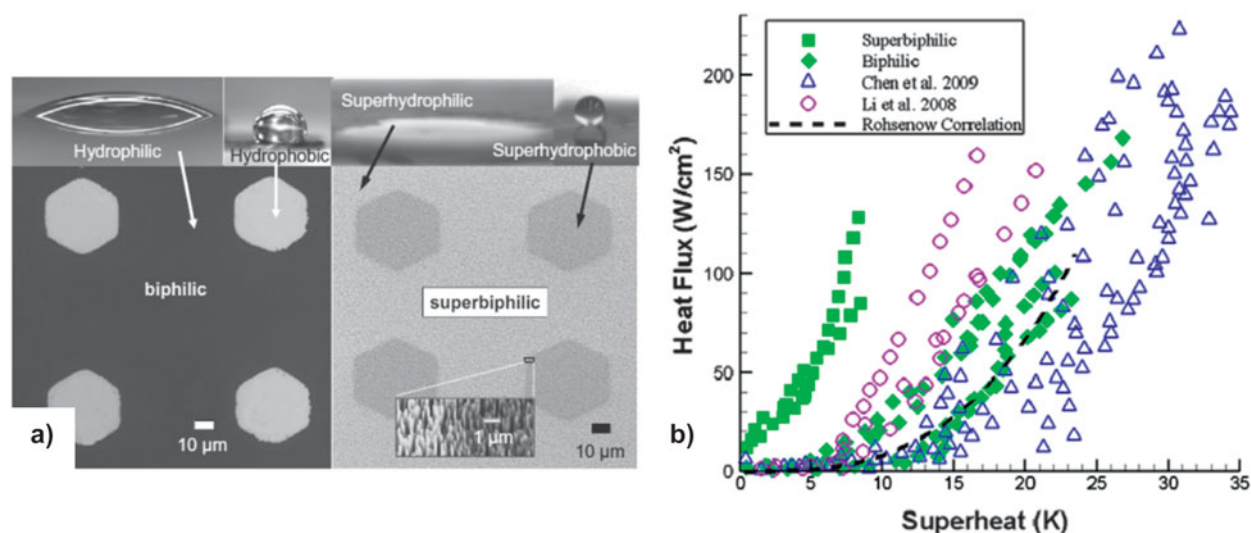 Hydrophilic
Hydrophobic
Superhydrophilic
Superhydrophobic
biphilic
superbiphilic
1 µm
10 µm
10 µm
a)
b)
Superbiphilic
Biphilic
Chen et al. 2009
Li et al. 2008
Rohsenow Correlation
Heat Flux (W/cm²)
200
150
100
50
0
0 5 10 15 20 25 30 35
Superheat (K)